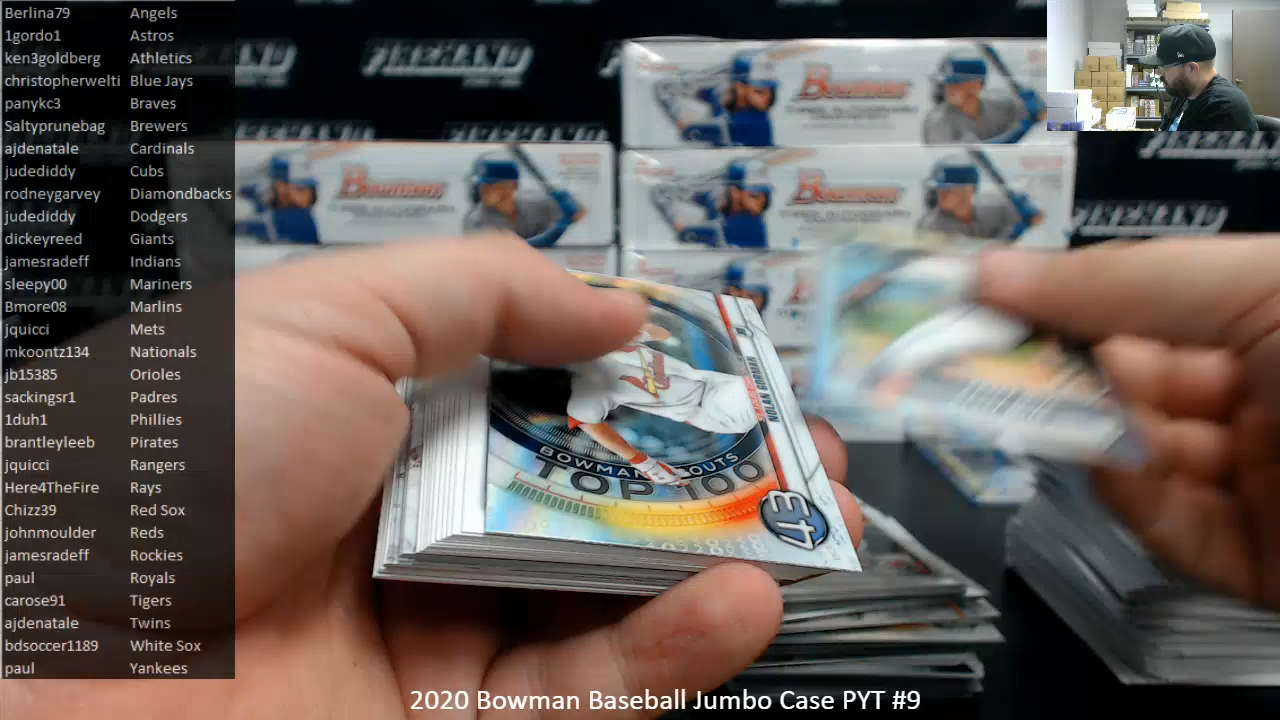 Berlina79 Angels
1gordo1 Astros
ken3goldberg Athletics
christopherwelti Blue Jays
panykc3 Braves
Saltyprunebag Brewers
ajdenatale Cardinals
judediddy Cubs
rodneygarvey Diamondbacks
judediddy Dodgers
dickeyreed Giants
jamesradeff Indians
sleepy00 Mariners
Bmore08 Marlins
jquicci Mets
mkoontz134 Nationals
jb15385 Orioles
sackingsr1 Padres
1duh1 Phillies
brantleyleeb Pirates
jquicci Rangers
Here4TheFire Rays
Chizz39 Red Sox
johnmoulder Reds
jamesradeff Rockies
paul Royals
carose91 Tigers
ajdenatale Twins
bdsoccer1189 White Sox
paul Yankees
FIREHAND
Bowman
Bowman
Bowman
NOLAN GORMAN
BOWMAN
TOP 100
43
2020 Bowman Baseball Jumbo Case PYT #9